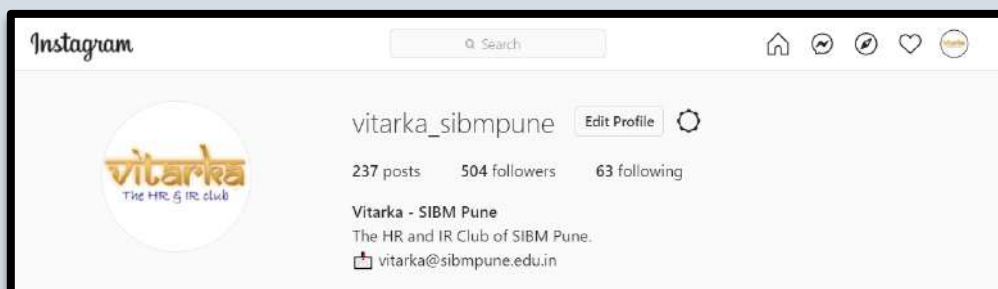 Instagram
Search
vitarka_sibmpune Edit Profile
vitarka
The HR & IR club
237 posts 504 followers 63 following
Vitarka - SIBM Pune
The HR and IR Club of SIBM Pune.
vitarka@sibmpune.edu.in